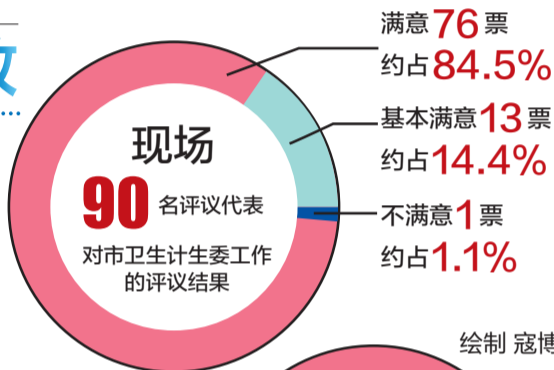 满意76票
约占84.5%
基本满意13票
约占14.4%
不满意1票
约占1.1%
现场
90名评议代表
对市卫生计生委工作
的评议结果
绘制 寇博